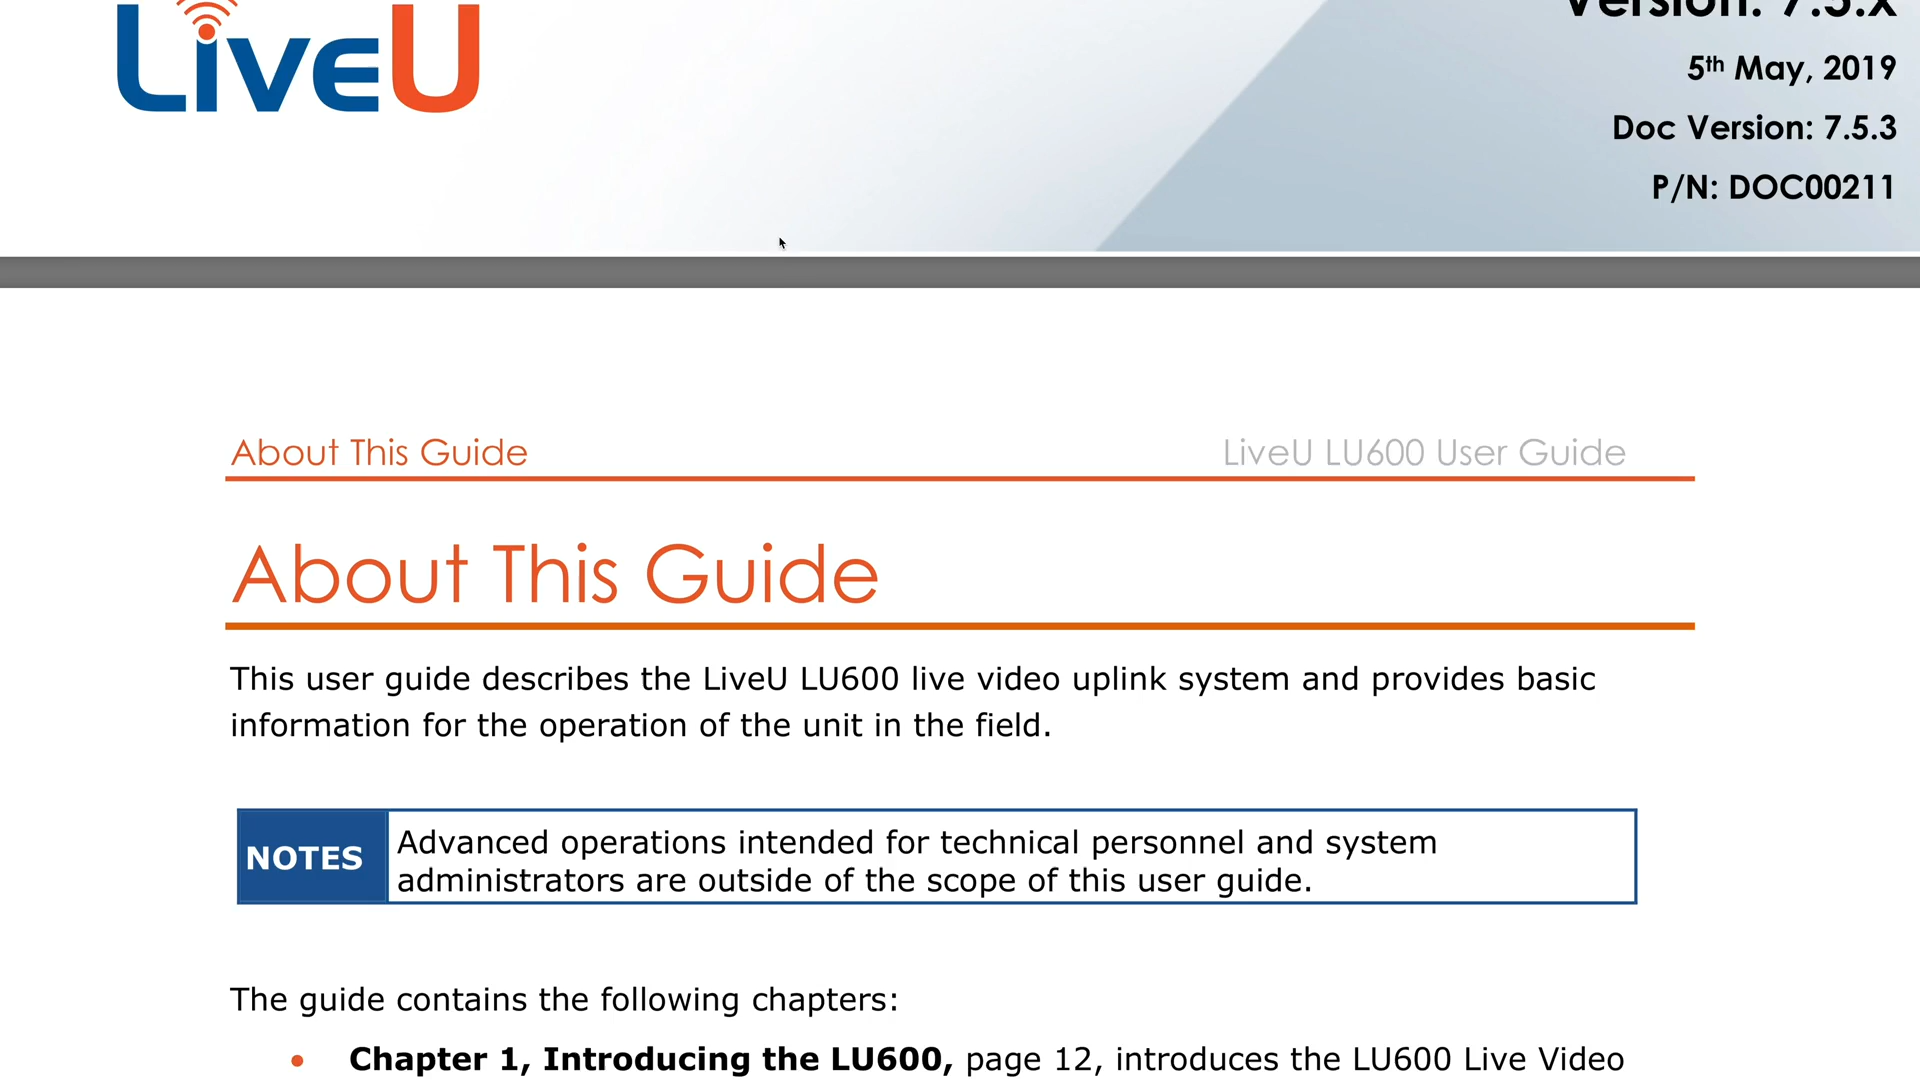 LiveU
Version: 7.5.x
5th May, 2019
Doc Version: 7.5.3
P/N: DOC00211
About This Guide
LiveU LU600 User Guide
About This Guide
This user guide describes the LiveU LU600 live video uplink system and provides basic
information for the operation of the unit in the field.
NOTES
Advanced operations intended for technical personnel and system
administrators are outside of the scope of this user guide.
The guide contains the following chapters:
• Chapter 1, Introducing the LU600, page 12, introduces the LU600 Live Video